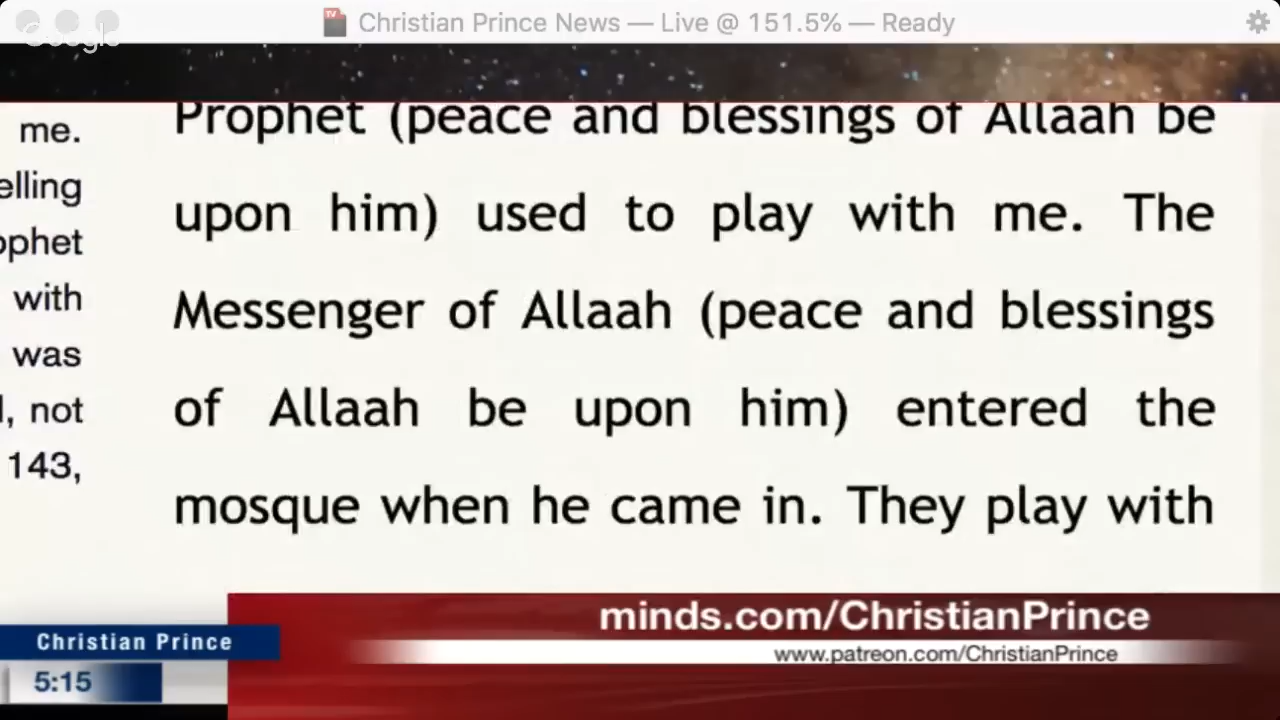 Christian Prince News — Live @ 151.5% — Ready
Google
me.
elling
ophet
with
was
, not
143,
Prophet (peace and blessings of Allaah be
upon him) used to play with me. The
Messenger of Allaah (peace and blessings
of Allaah be upon him) entered the
mosque when he came in. They play with
minds.com/ChristianPrince
www.patreon.com/ChristianPrince
Christian Prince
5:15